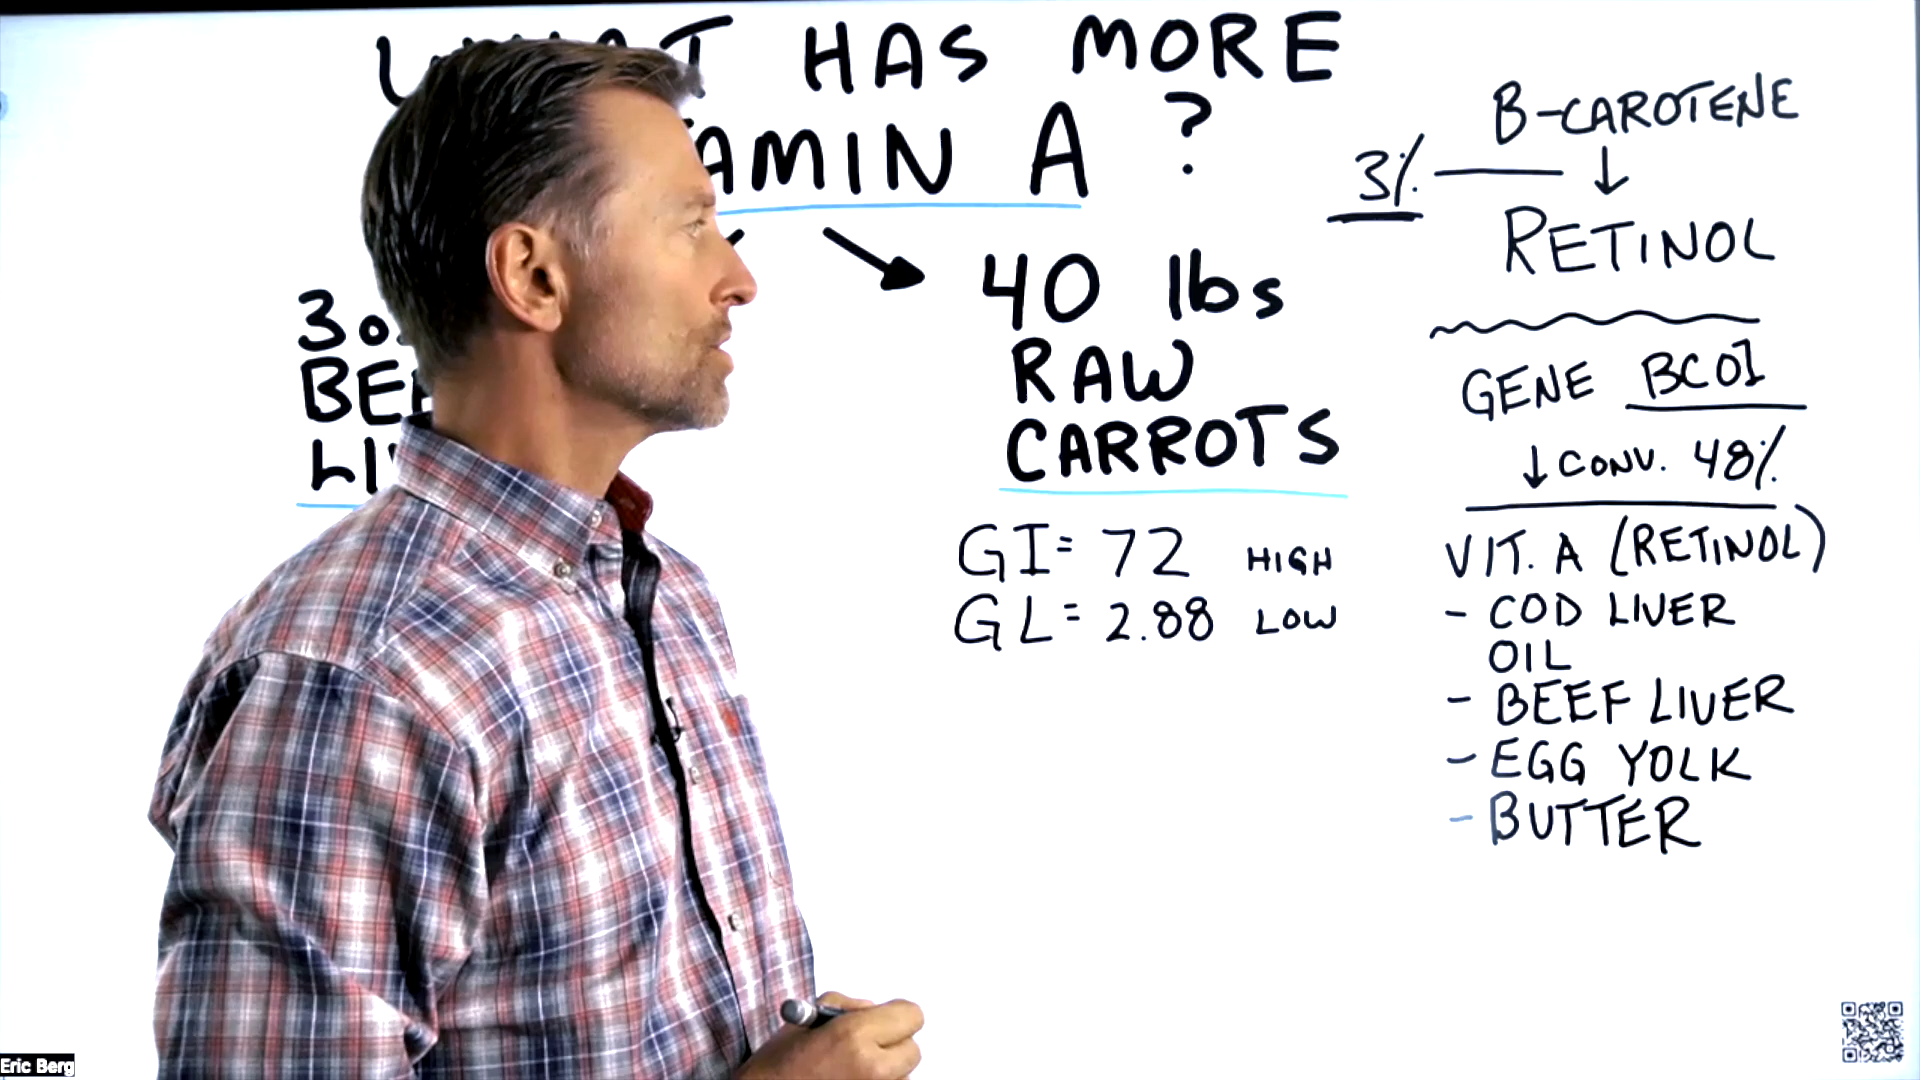 HAS MORE
A ?
3
40 lbs
RAW
CARROTS
GI = 72 HIGH
GL = 2.88 LOW
B-CAROTENE
3% ↓
RETINOL
GENE BCO1
↓ CONV. 48%
VIT. A (RETINOL)
- COD LIVER
OIL
- BEEF LIVER
- EGG YOLK
- BUTTER
Eric Berg